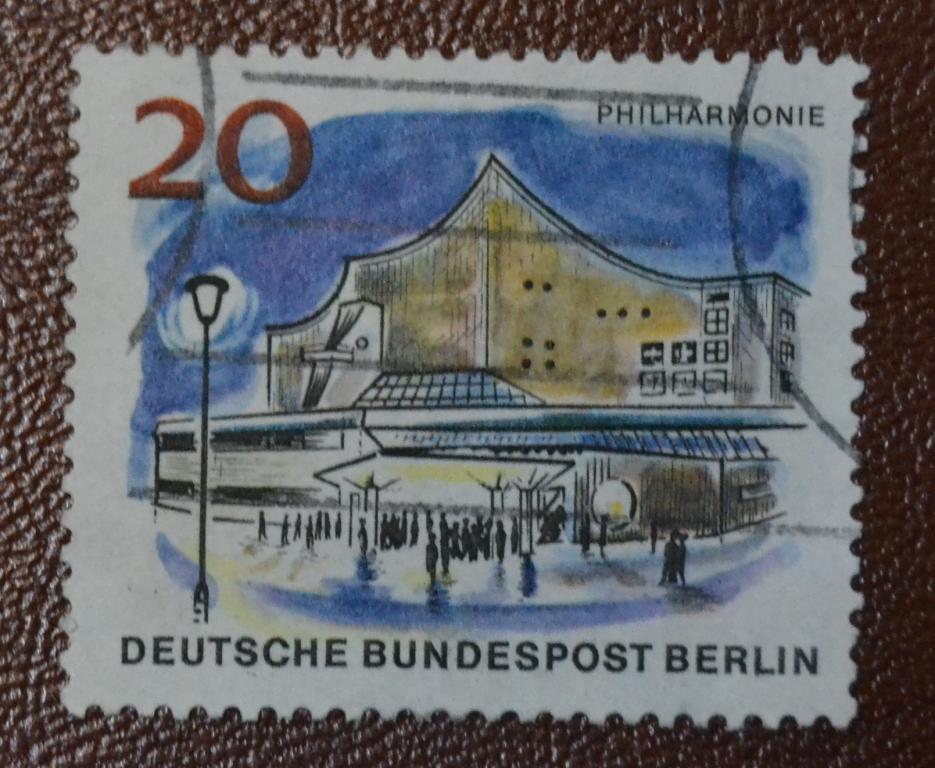 20
PHILHARMONIE
DEUTSCHE BUNDESPOST BERLIN